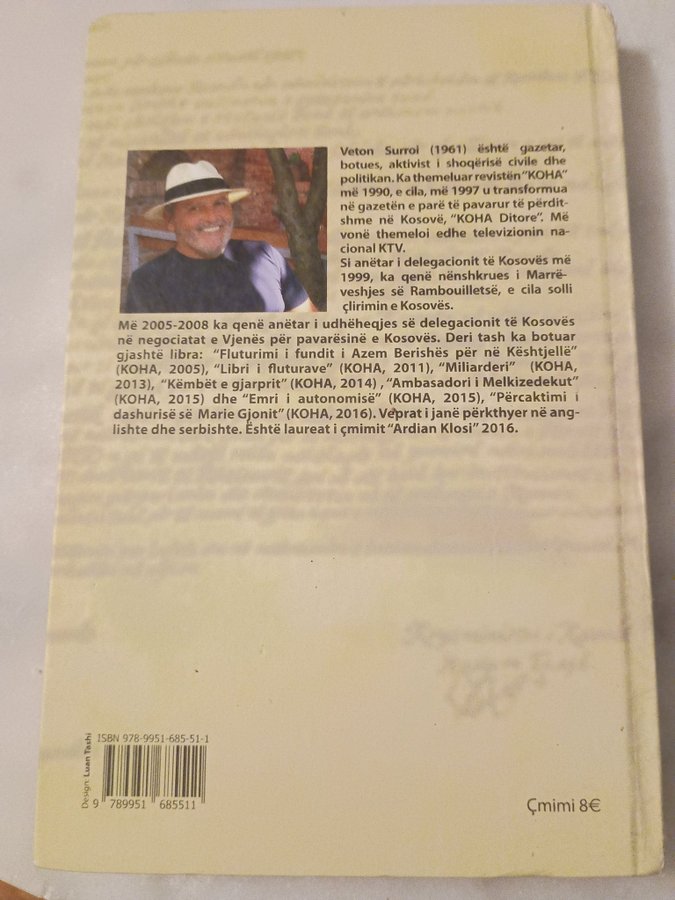 Veton Surroi (1961) është gazetar,
botues, aktivist i shoqërisë civile dhe
politikan. Ka themeluar revistën “KOHA”
më 1990, e cila, më 1997 u transformua
në gazetën e parë të pavarur të përdit-
shme në Kosovë, “KOHA Ditore”. Më
vonë themeloi edhe televizionin na-
cional KTV.
Si anëtar i delegacionit të Kosovës më
1999, ka qenë nënshkrues i Marrë-
veshjes së Rambouilletsë, e cila solli
çlirimin e Kosovës.
Më 2005-2008 ka qenë anëtar i udhëheqjes së delegacionit të Kosovës
në negociatat e Vjenës për pavarësinë e Kosovës. Deri tash ka botuar
gjashtë libra: “Fluturimi i fundit i Azem Berishës për në Kështjellë”
(KOHA, 2005), “Libri i fluturave” (KOHA, 2011), “Miliarderi” (KOHA,
2013), “Këmbët e gjarprit” (KOHA, 2014) , “Ambasadori i Melkizedekut”
(KOHA, 2015) dhe “Emri i autonomisë” (KOHA, 2015), “Përcaktimi i
dashurisë së Marie Gjonit” (KOHA, 2016). Veprat i janë përkthyer në ang-
lishte dhe serbishte. Është laureat i çmimit “Ardian Klosi” 2016.
ISBN 978-9951-685-51-1
Design: Luan Tashi
9 789951 685511
Çmimi 8€